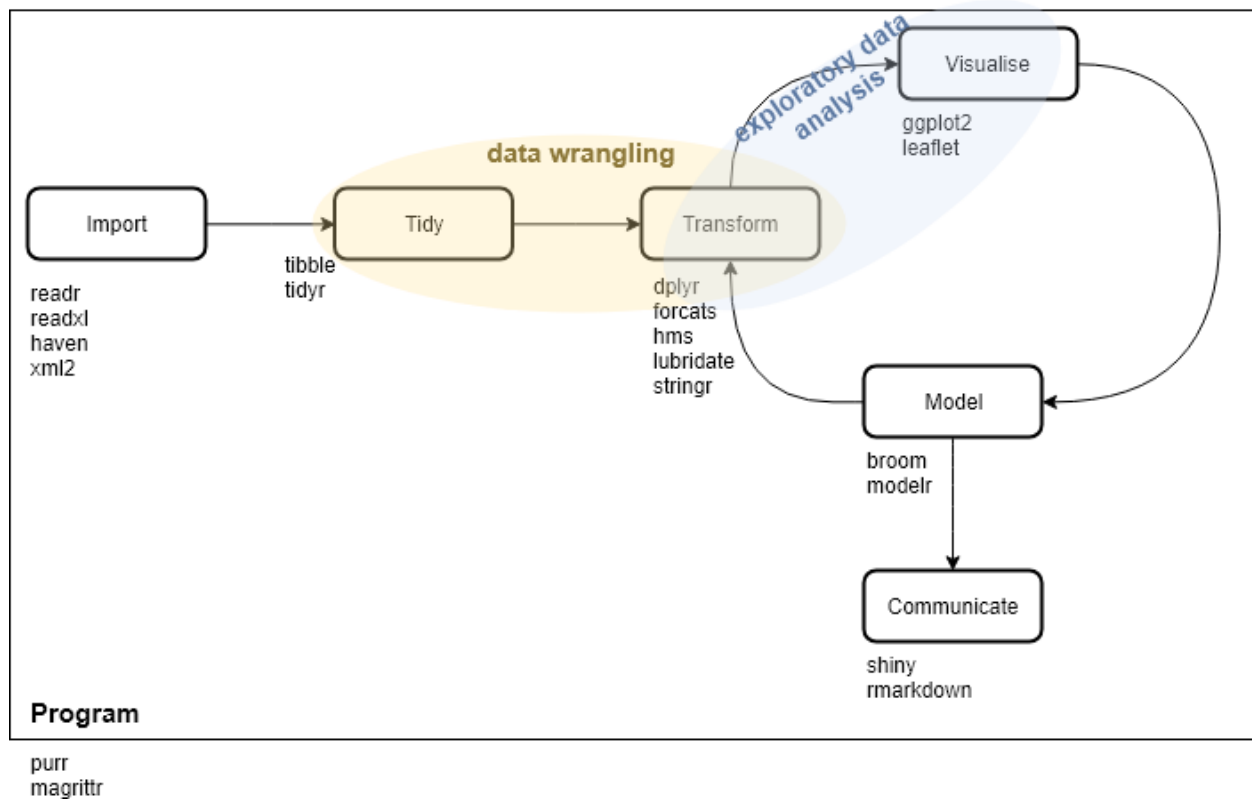 exploratory data
analysis
Visualise
ggplot2
leaflet
data wrangling
Import
Tidy
Transform
readr
readxl
haven
xml2
tibble
tidyr
dplyr
forcats
hms
lubridate
stringr
Model
broom
modelr
Communicate
shiny
rmarkdown
Program
purr
magrittr